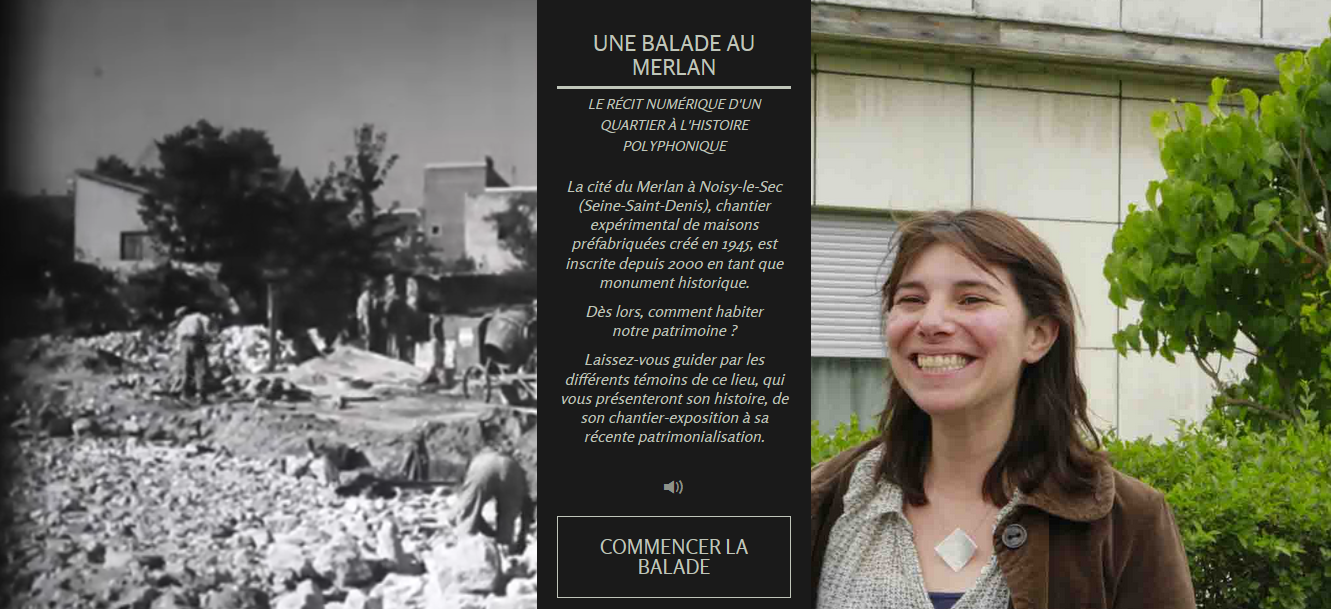 UNE BALADE AU
MERLAN
LE RÉCIT NUMÉRIQUE D'UN
QUARTIER À L'HISTOIRE
POLYPHONIQUE
La cité du Merlan à Noisy-le-Sec
(Seine-Saint-Denis), chantier
expérimental de maisons
préfabriquées créé en 1945, est
inscrite depuis 2000 en tant que
monument historique.
Dès lors, comment habiter
notre patrimoine ?
Laissez-vous guider par les
différents témoins de ce lieu, qui
vous présenteront son histoire, de
son chantier-exposition à sa
récente patrimonialisation.
COMMENCER LA
BALADE